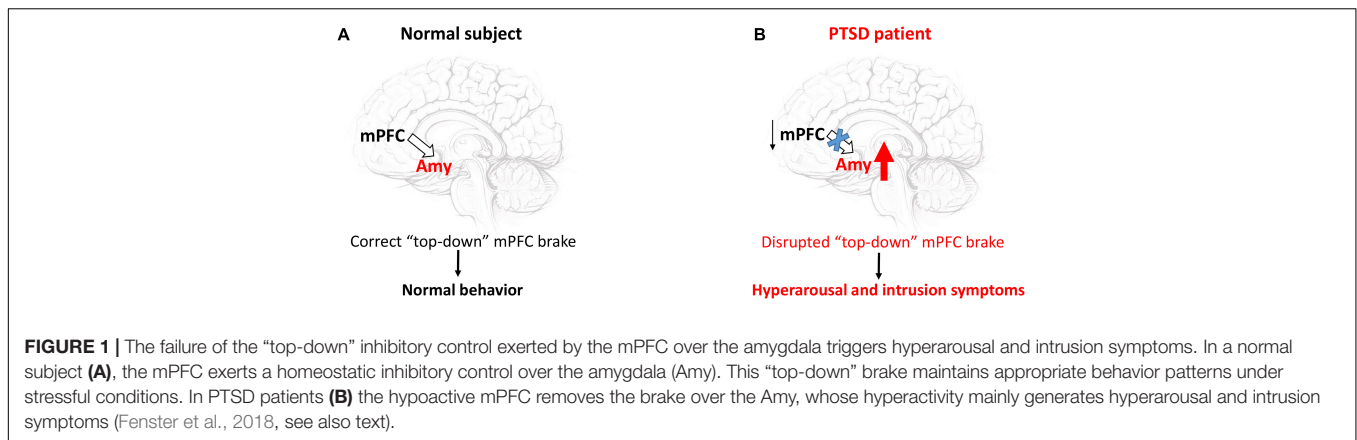 A Normal subject
mPFC
Amy
Correct “top-down” mPFC brake
Normal behavior
B PTSD patient
mPFC
Amy
Disrupted “top-down” mPFC brake
Hyperarousal and intrusion symptoms
FIGURE 1 | The failure of the “top-down” inhibitory control exerted by the mPFC over the amygdala triggers hyperarousal and intrusion symptoms. In a normal
subject (A), the mPFC exerts a homeostatic inhibitory control over the amygdala (Amy). This “top-down” brake maintains appropriate behavior patterns under
stressful conditions. In PTSD patients (B) the hypoactive mPFC removes the brake over the Amy, whose hyperactivity mainly generates hyperarousal and intrusion
symptoms (Fenster et al., 2018, see also text).